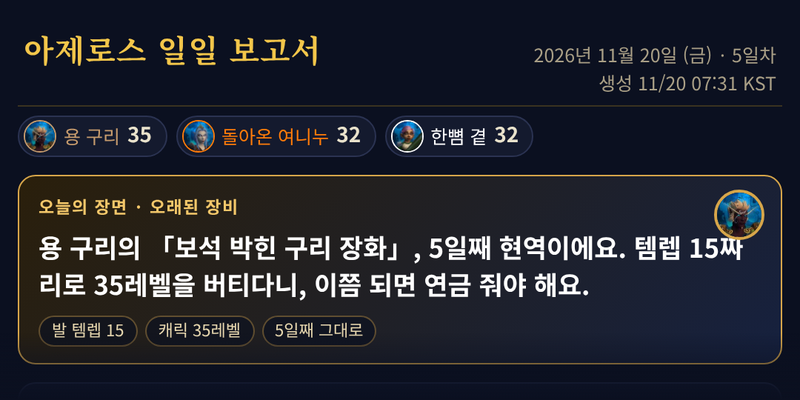 아제로스 일일 보고서
2026년 11월 20일 (금) · 5일차
생성 11/20 07:31 KST
용 구리 35
돌아온 여니누 32
한뼘 곁 32
오늘의 장면 · 오래된 장비
용 구리의 「보석 박힌 구리 장화」, 5일째 현역이에요. 템렙 15짜
리로 35레벨을 버티다니, 이쯤 되면 연금 줘야 해요.
발 템렙 15
캐릭 35레벨
5일째 그대로